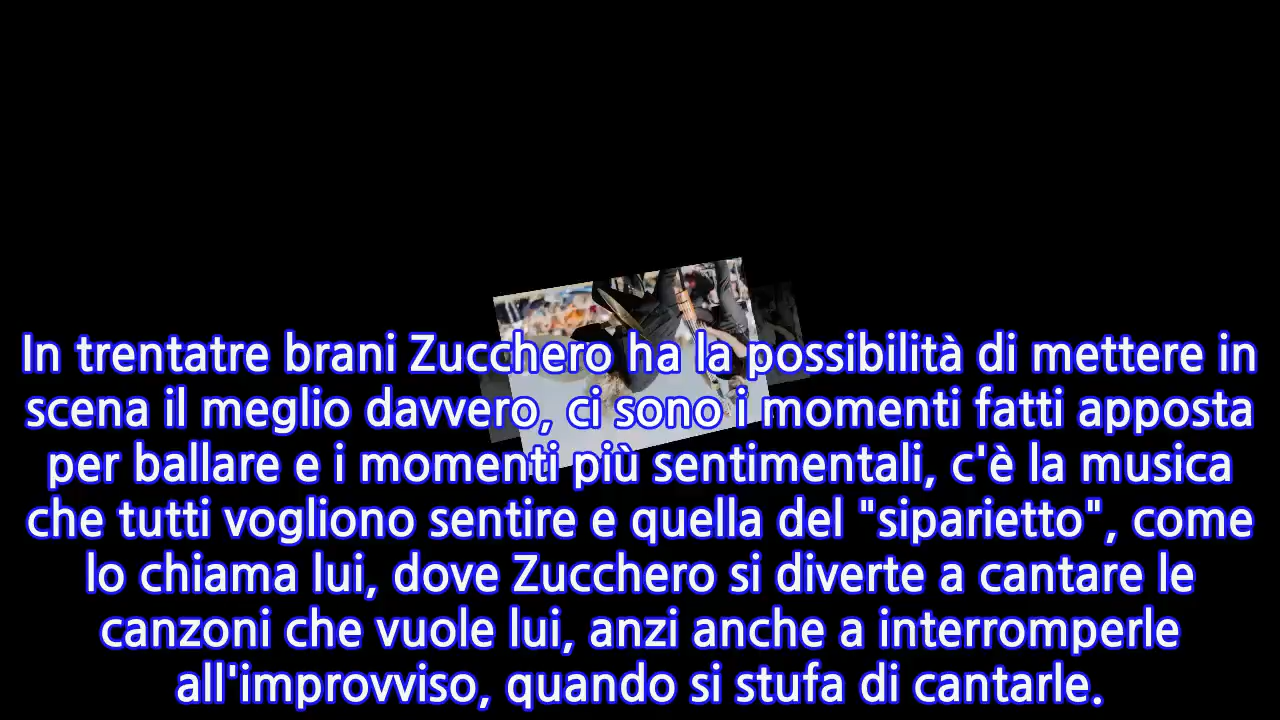 In trentatre brani Zucchero ha la possibilità di mettere in
scena il meglio davvero, ci sono i momenti fatti apposta
per ballare e i momenti più sentimentali, c'è la musica
che tutti vogliono sentire e quella del "siparietto", come
lo chiama lui, dove Zucchero si diverte a cantare le
canzoni che vuole lui, anzi anche a interromperle
all'improvviso, quando si stufa di cantarle.